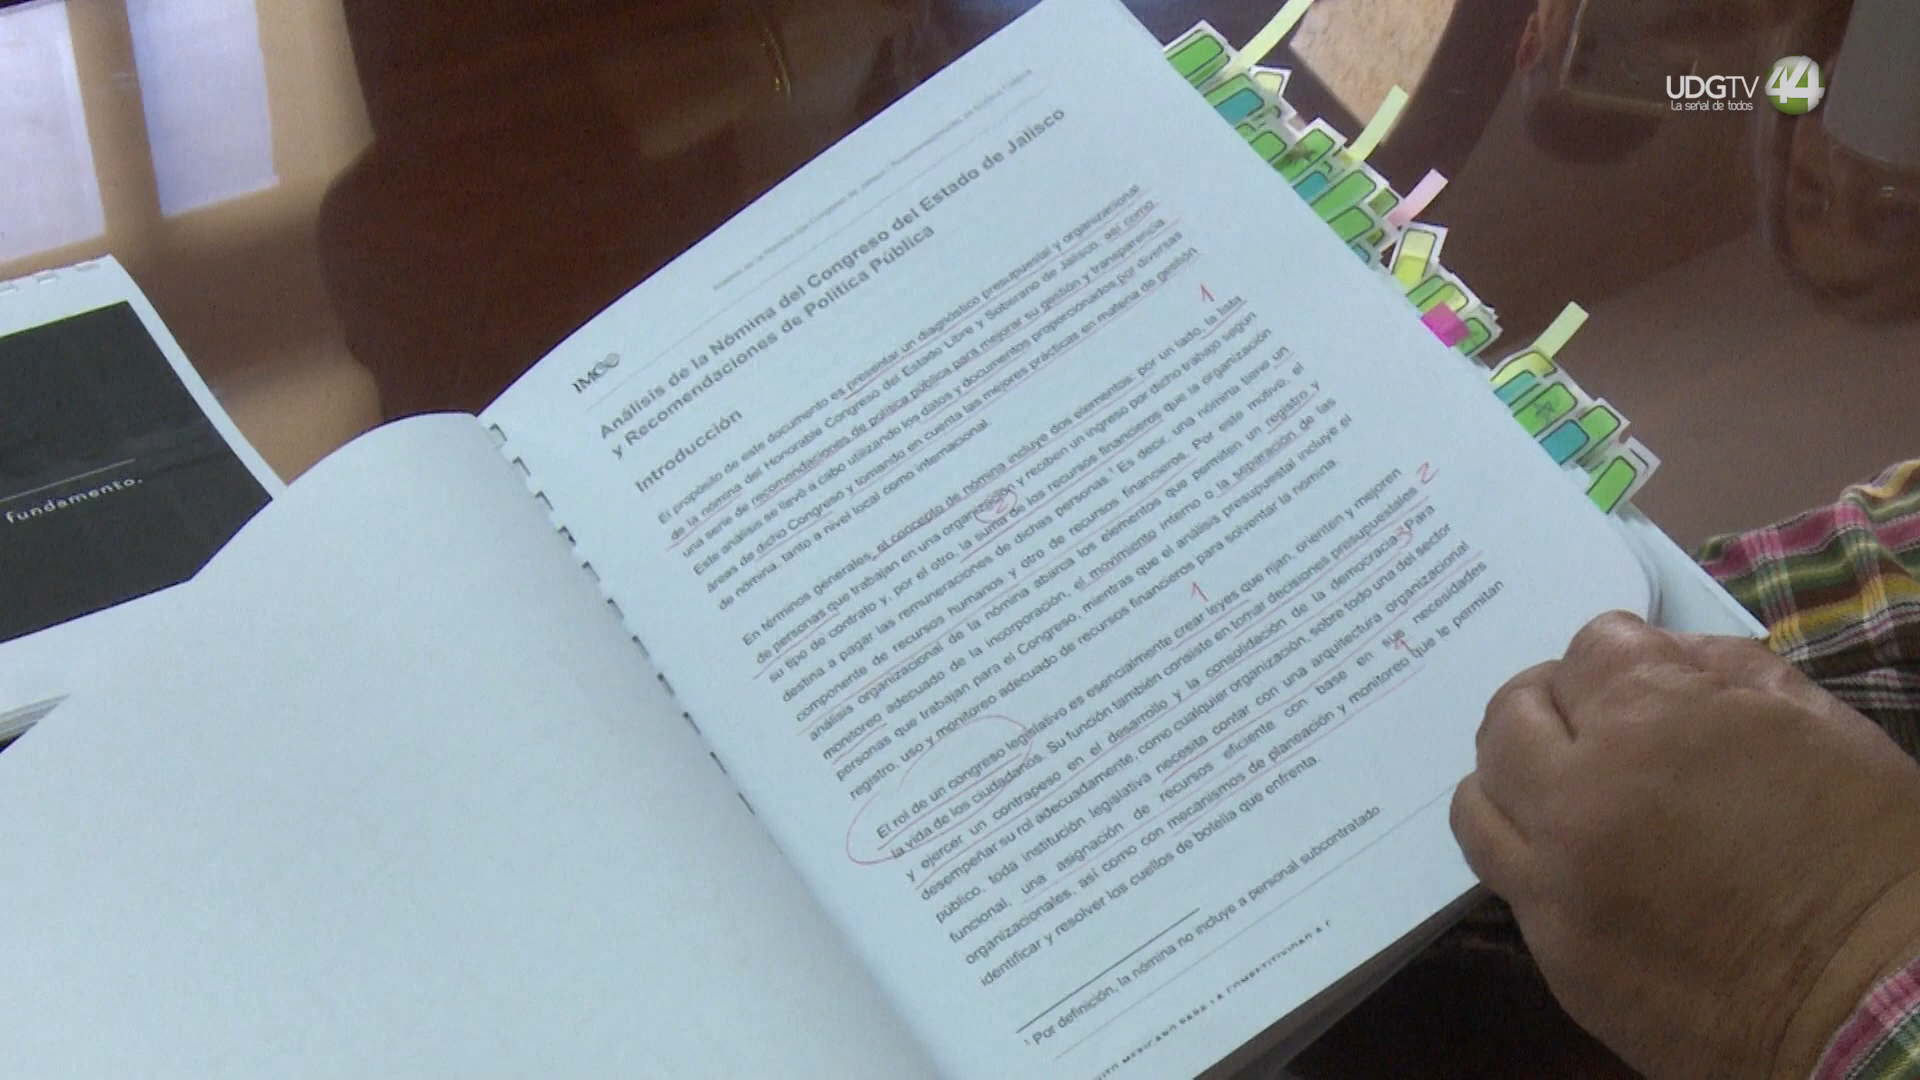 UDGTV 44
La señal de todos
fundamento.
IMCO
Análisis de la Nómina del Congreso del Estado de Jalisco
y Recomendaciones de Política Pública
Introducción
El propósito de este documento es presentar un diagnóstico presupuestal y organizacional
de la nómina del Honorable Congreso del Estado Libre y Soberano de Jalisco, así como
una serie de recomendaciones de política pública para mejorar su gestión y transparencia.
Este análisis se llevó a cabo utilizando los datos y documentos proporcionados por diversas
áreas de dicho Congreso y tomando en cuenta las mejores prácticas en materia de gestión
de nómina, tanto a nivel local como internacional.
1
En términos generales, el concepto de nómina incluye dos elementos: por un lado, la lista
de personas que trabajan en una organización y reciben un ingreso por dicho trabajo según
su tipo de contrato y, por el otro, la suma de los recursos financieros que la organización
2
destina a pagar las remuneraciones de dichas personas.¹ Es decir, una nómina tiene un
componente de recursos humanos y otro de recursos financieros. Por este motivo, el
análisis organizacional de la nómina abarca los elementos que permiten un registro y
monitoreo adecuado de la incorporación, el movimiento interno o la separación de las
personas que trabajan para el Congreso, mientras que el análisis presupuestal incluye el
registro, uso y monitoreo adecuado de recursos financieros para solventar la nómina.
1
El rol de un congreso legislativo es esencialmente crear leyes que rijan, orienten y mejoren
la vida de los ciudadanos. Su función también consiste en tomar decisiones presupuestales 2
y ejercer un contrapeso en el desarrollo y la consolidación de la democracia. 3 Para
desempeñar su rol adecuadamente, como cualquier organización, sobre todo una del sector
público, toda institución legislativa necesita contar con una arquitectura organizacional
funcional, una asignación de recursos eficiente con base en sus necesidades
organizacionales, así como con mecanismos de planeación y monitoreo que le permitan
identificar y resolver los cuellos de botella que enfrenta.
¹ Por definición, la nómina no incluye a personal subcontratado.
MEXICANO PARA LA COMPETITIVIDAD A.C.